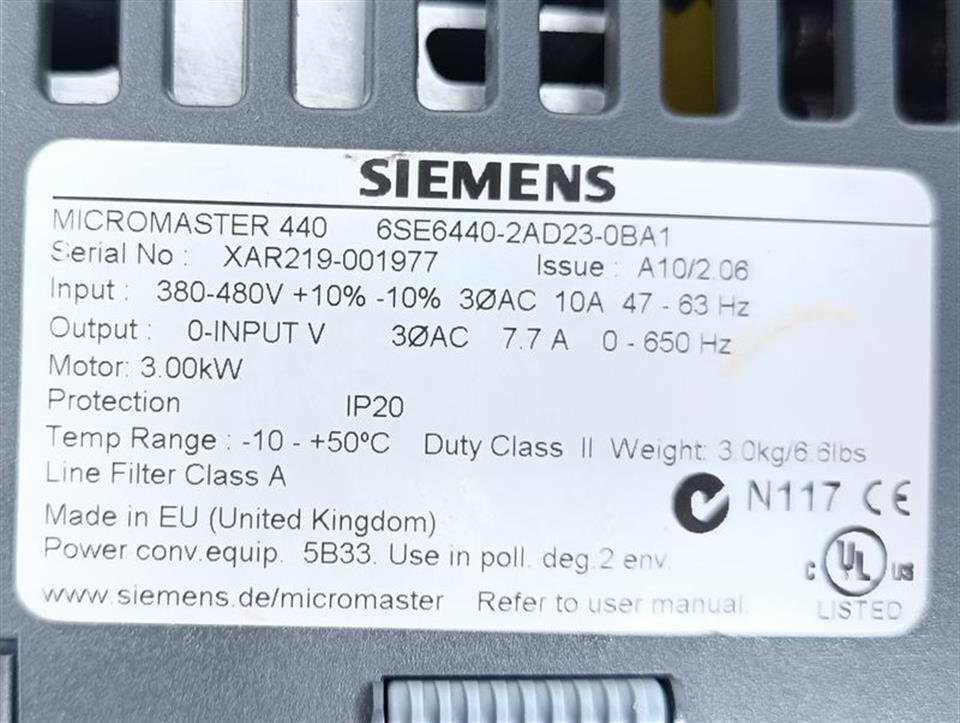 SIEMENS
MICROMASTER 440 6SE6440-2AD23-0BA1
Serial No : XAR219-001977 Issue : A10/2.06
Input : 380-480V +10% -10% 3ØAC 10A 47 - 63 Hz
Output : 0-INPUT V 3ØAC 7.7 A 0 - 650 Hz
Motor: 3.00kW
Protection IP20
Temp Range : -10 - +50ºC Duty Class II Weight: 3.0kg/6.6lbs
Line Filter Class A
N117 CE
Made in EU (United Kingdom)
Power conv.equip. 5B33. Use in poll. deg.2 env.
c UL us
www.siemens.de/micromaster Refer to user manual.
LISTED